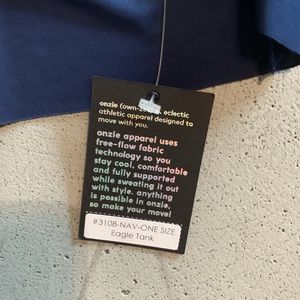 onzie (own- eclectic
athletic apparel designed to
move with you.
onzie apparel uses
free-flow fabric
technology so you
stay cool, comfortable
and fully supported
while sweating it out
with style. anything
is possible in onzie,
so make your move!
#3108-NAV-ONE SIZE
Eagle Tank